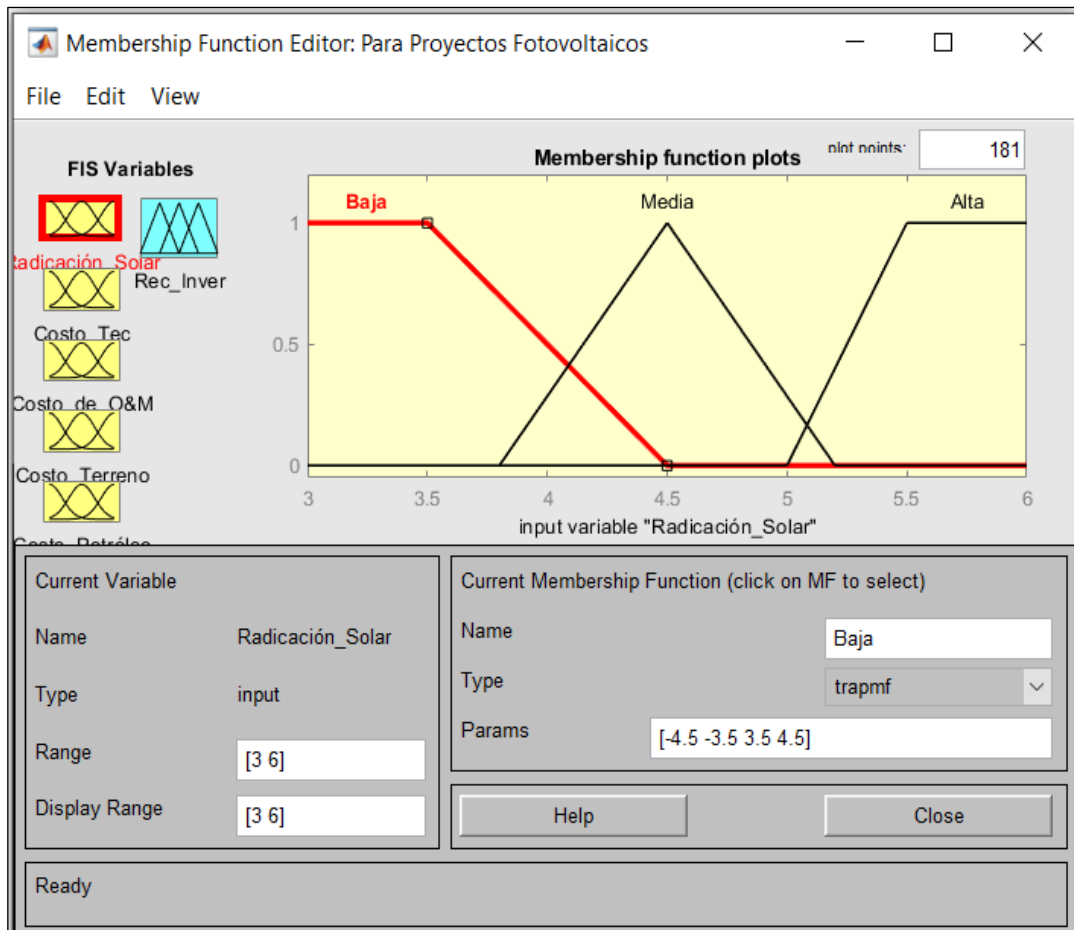 Membership Function Editor: Para Proyectos Fotovoltaicos
File Edit View
FIS Variables
Radicación_Solar
Rec_Inver
Costo_Tec
Costo_de_O&M
Costo_Terreno
Costo_Petróleo
Membership function plots
plot points:
181
Baja
Media
Alta
1
0.5
0
3 3.5 4 4.5 5 5.5 6
input variable "Radicación_Solar"
Current Variable
Name Radicación_Solar
Type input
Range [3 6]
Display Range [3 6]
Current Membership Function (click on MF to select)
Name Baja
Type trapmf
Params [-4.5 -3.5 3.5 4.5]
Help Close
Ready